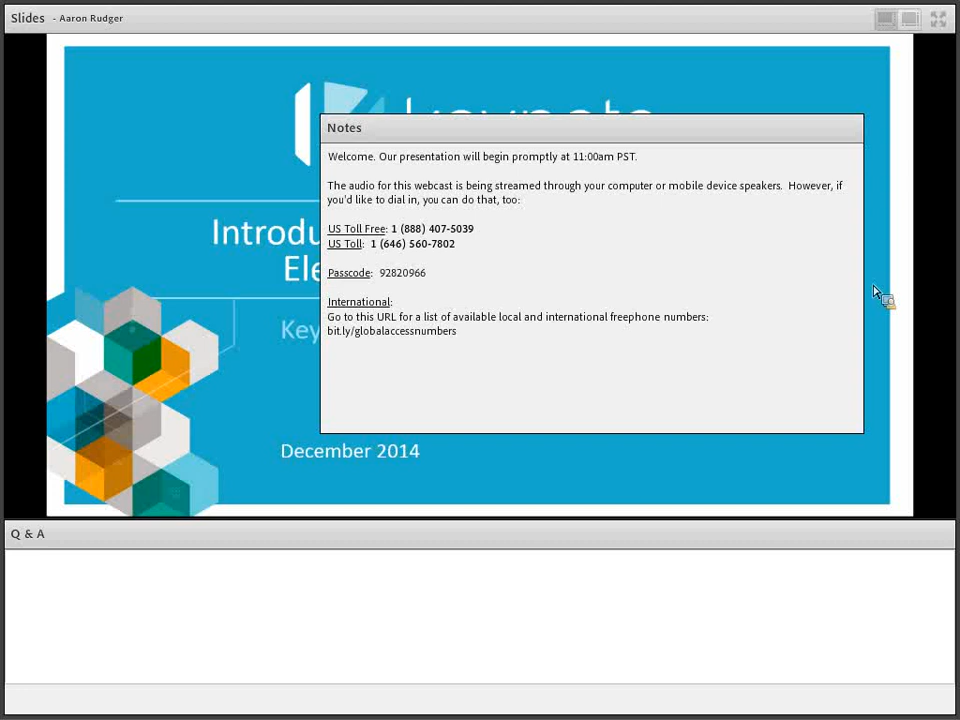 Slides - Aaron Rudger
Notes
Welcome. Our presentation will begin promptly at 11:00am PST.
The audio for this webcast is being streamed through your computer or mobile device speakers. However, if
you'd like to dial in, you can do that, too:
US Toll Free: 1 (888) 407-5039
US Toll: 1 (646) 560-7802
Passcode: 92820966
International:
Go to this URL for a list of available local and international freephone numbers:
bit.ly/globalaccessnumbers
December 2014
Q & A